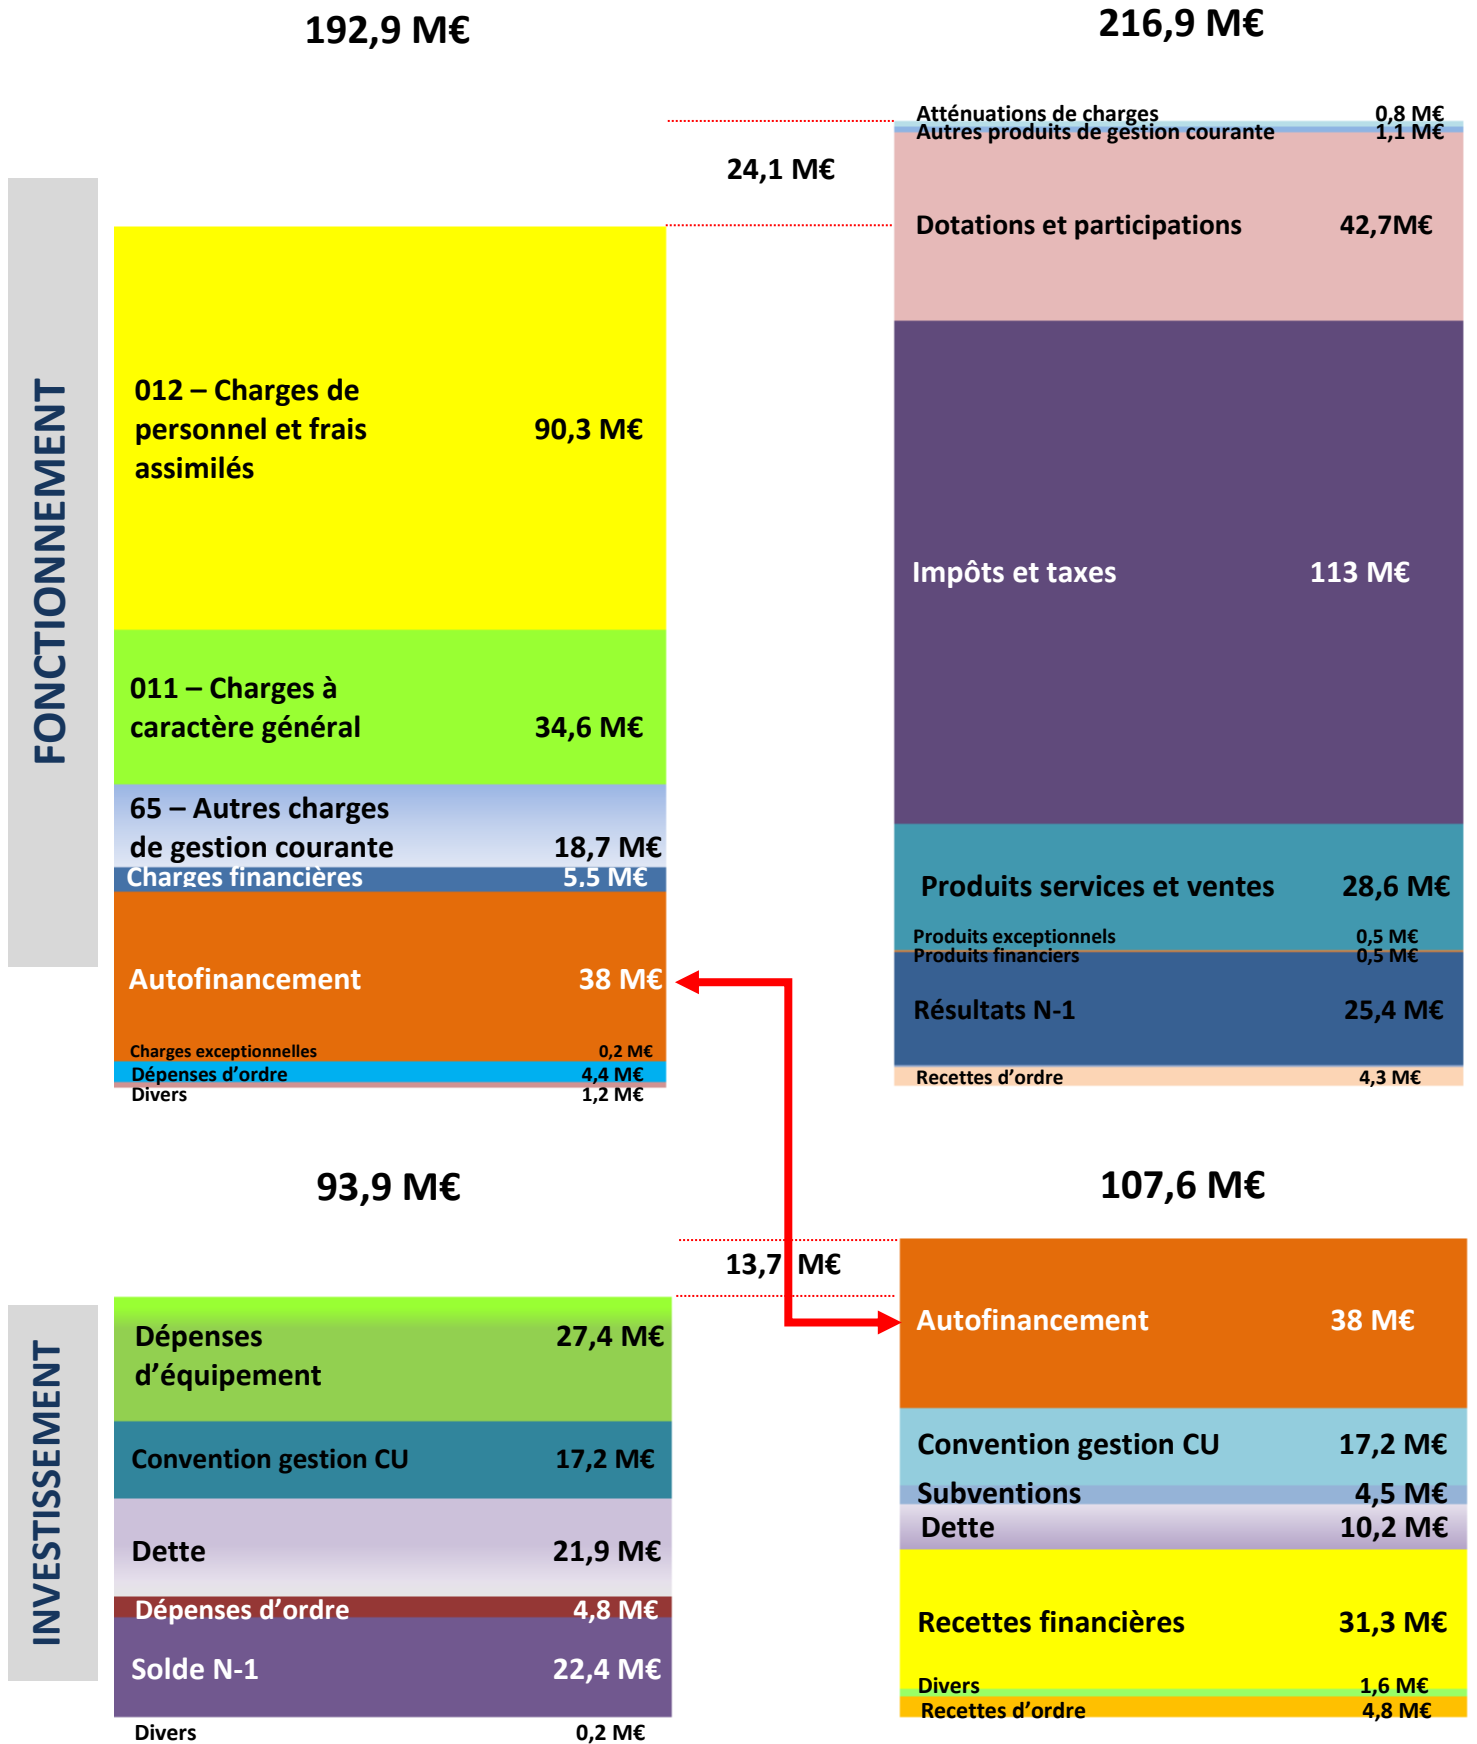 192,9 M€
216,9 M€
24,1 M€
FONCTIONNEMENT
012 – Charges de
personnel et frais 90,3 M€
assimilés
011 – Charges à
caractère général 34,6 M€
65 – Autres charges
de gestion courante 18,7 M€
Charges financières 5,5 M€
Autofinancement 38 M€
Charges exceptionnelles 0,2 M€
Dépenses d’ordre 4,4 M€
Divers 1,2 M€
Atténuations de charges 0,8 M€
Autres produits de gestion courante 1,1 M€
Dotations et participations 42,7M€
Impôts et taxes 113 M€
Produits services et ventes 28,6 M€
Produits exceptionnels 0,5 M€
Produits financiers 0,5 M€
Résultats N-1 25,4 M€
Recettes d’ordre 4,3 M€
93,9 M€
107,6 M€
13,7 M€
INVESTISSEMENT
Dépenses 27,4 M€
d’équipement
Convention gestion CU 17,2 M€
Dette 21,9 M€
Dépenses d’ordre 4,8 M€
Solde N-1 22,4 M€
Divers 0,2 M€
Autofinancement 38 M€
Convention gestion CU 17,2 M€
Subventions 4,5 M€
Dette 10,2 M€
Recettes financières 31,3 M€
Divers 1,6 M€
Recettes d’ordre 4,8 M€